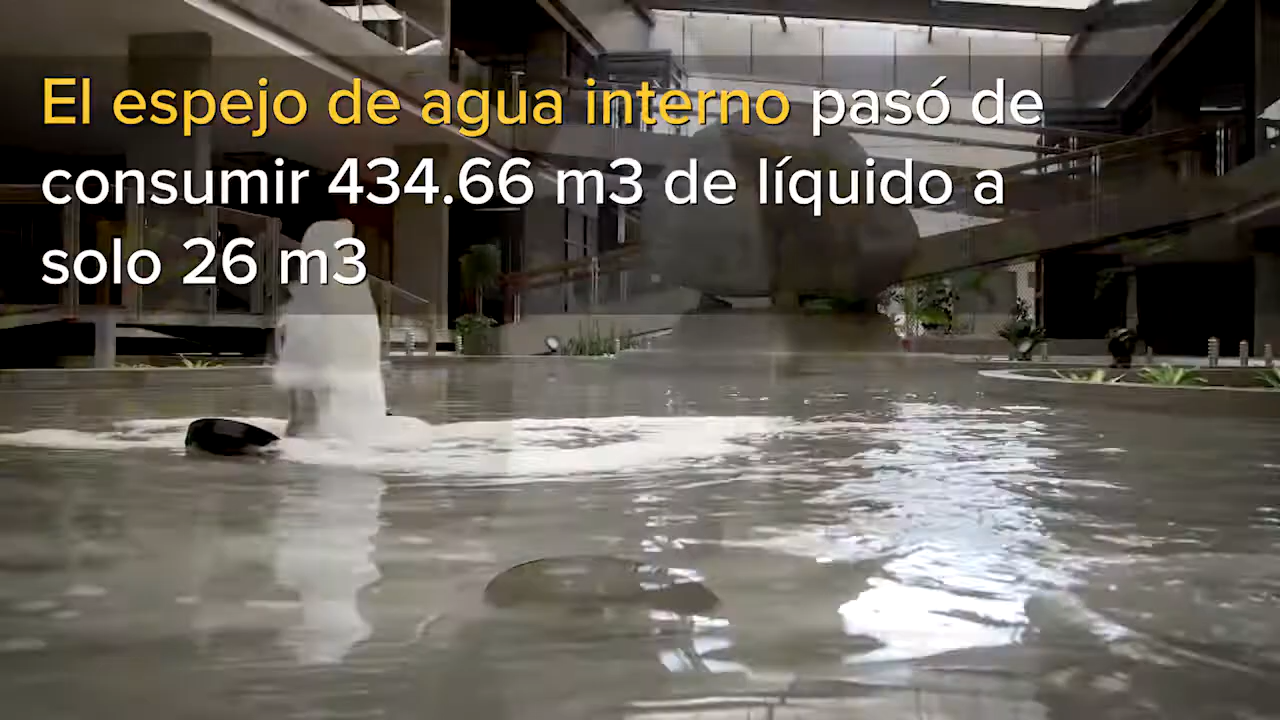 El espejo de agua interno pasó de
consumir 434.66 m3 de líquido a
solo 26 m3